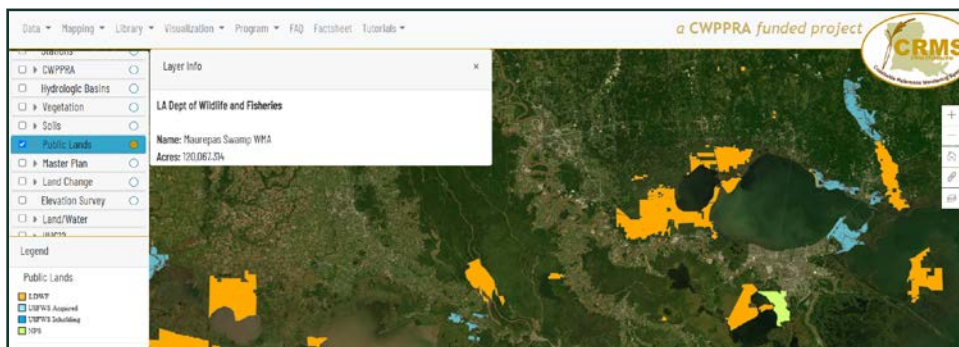 Data Mapping Library Visualization Program FAQ Factsheet Tutorials
a CWPPRA funded project
CRMS
Stations
CWPPRA
Hydrologic Basins
Vegetation
Soils
Public Lands
Master Plan
Land Change
Elevation Survey
Land/Water
Layer Info ×
LA Dept of Wildlife and Fisheries
Name: Maurepas Swamp WMA
Acres: 120,067.314
Legend
Public Lands
LDWF
USFWS Acquired
NPS